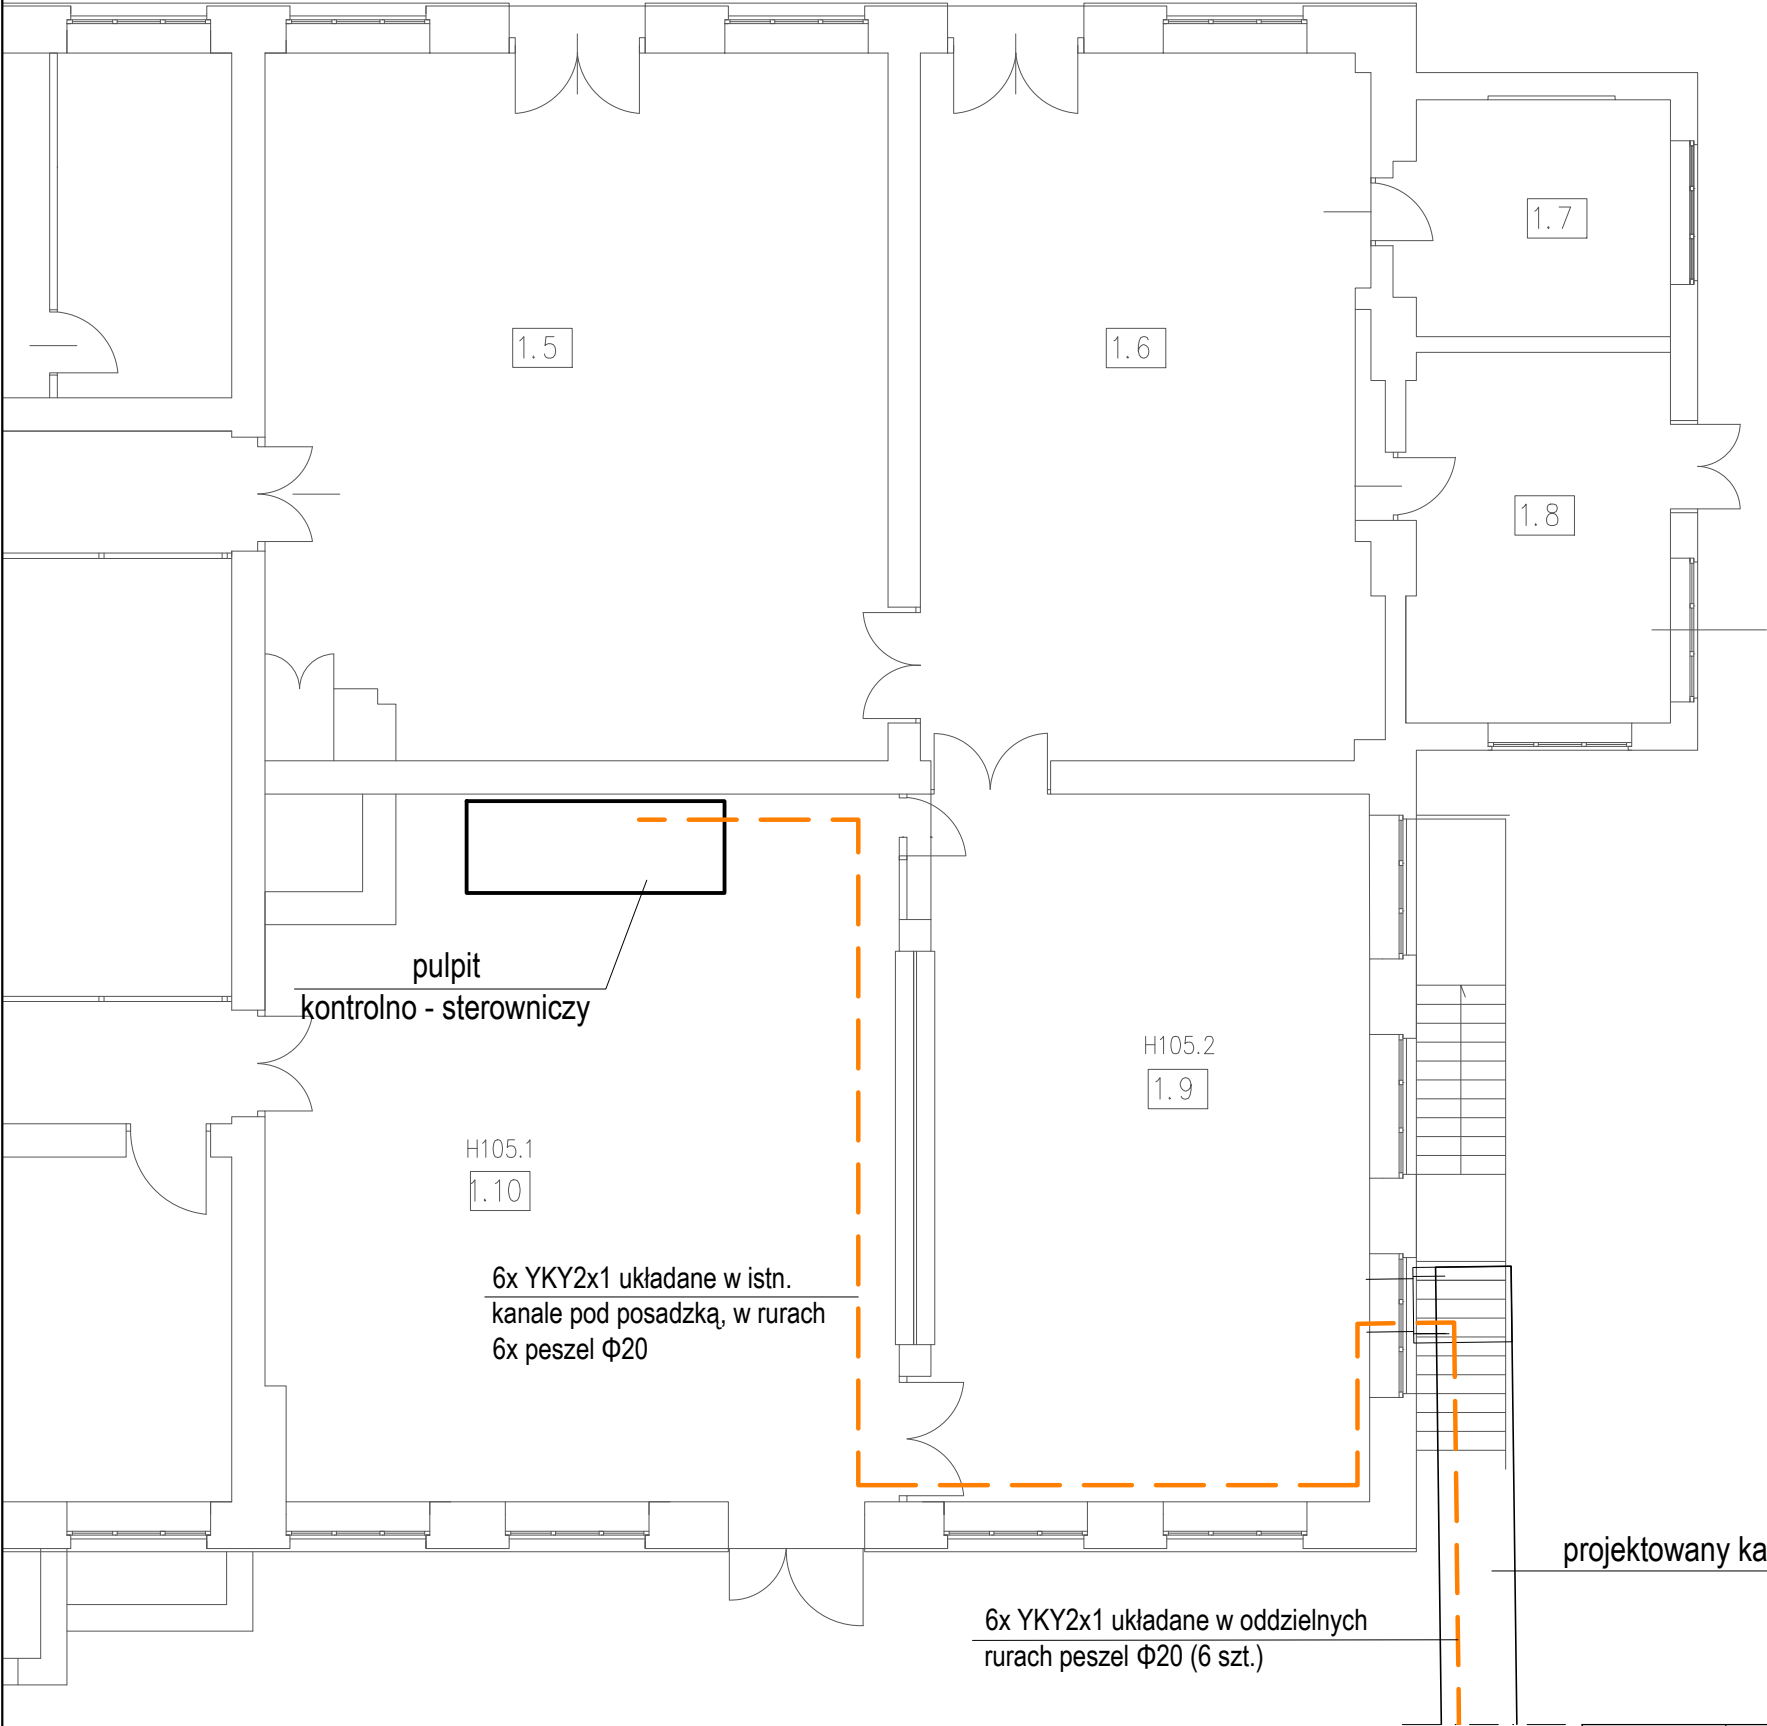 1.7
1.5
1.6
1.8
pulpit
kontrolno - sterowniczy
H105.2
1.9
H105.1
1.10
6x YKY2x1 układane w istn.
kanale pod posadzką, w rurach
6x peszel Φ20
projektowany ka
6x YKY2x1 układane w oddzielnych
rurach peszel Φ20 (6 szt.)